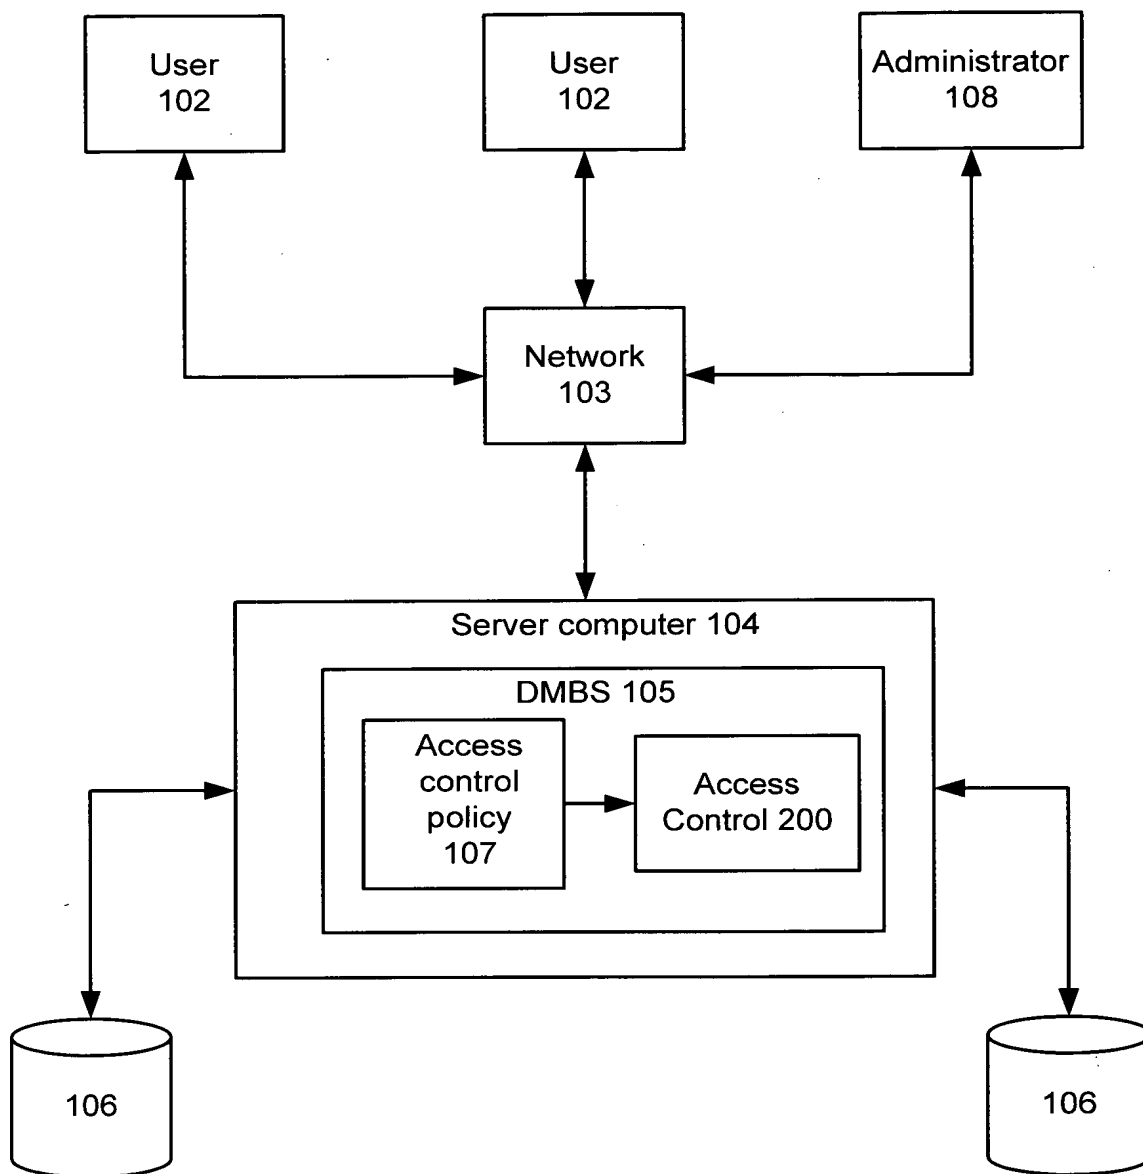 User
102
User
102
Administrator
108
Network
103
Server computer 104
DMBS 105
Access
control
policy
107
Access
Control 200
106
106